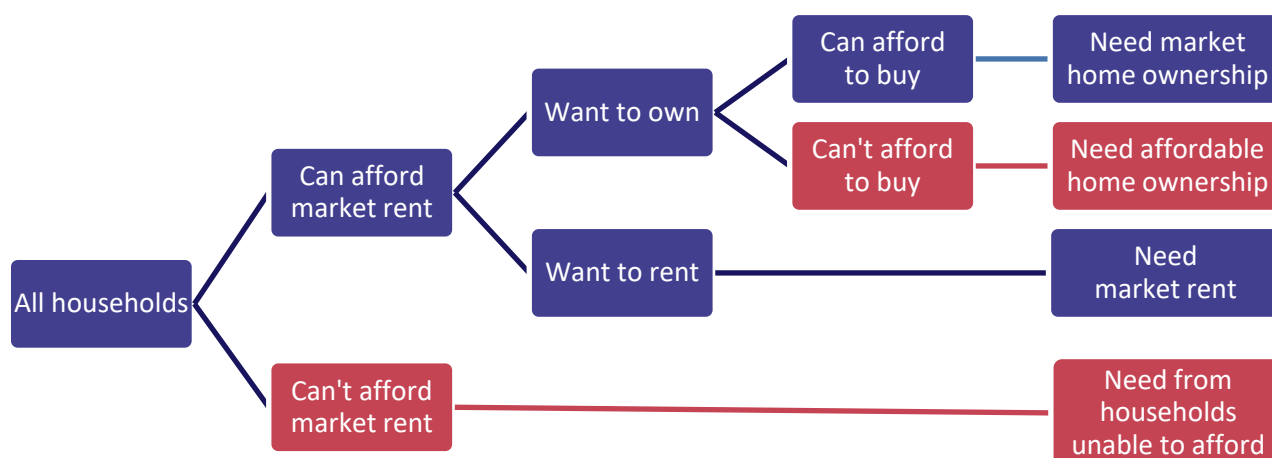 Can afford
to buy
Need market
home ownership
Want to own
Can't afford
to buy
Need affordable
home ownership
Can afford
market rent
Want to rent
Need
market rent
All households
Can't afford
market rent
Need from
households
unable to afford